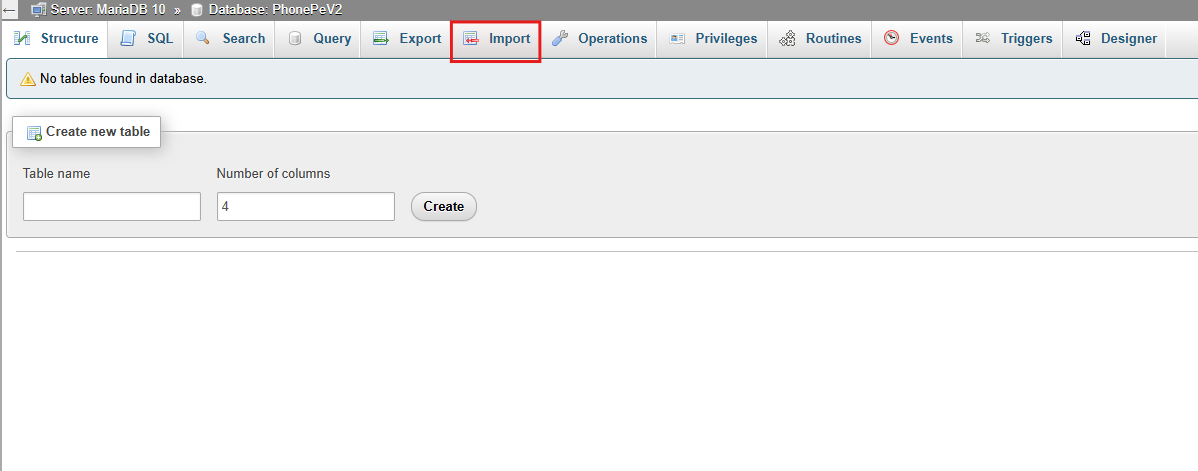 ← Server: MariaDB 10 » Database: PhonePeV2
Structure SQL Search Query Export Import Operations Privileges Routines Events Triggers Designer
No tables found in database.
Create new table
Table name Number of columns
4 Create